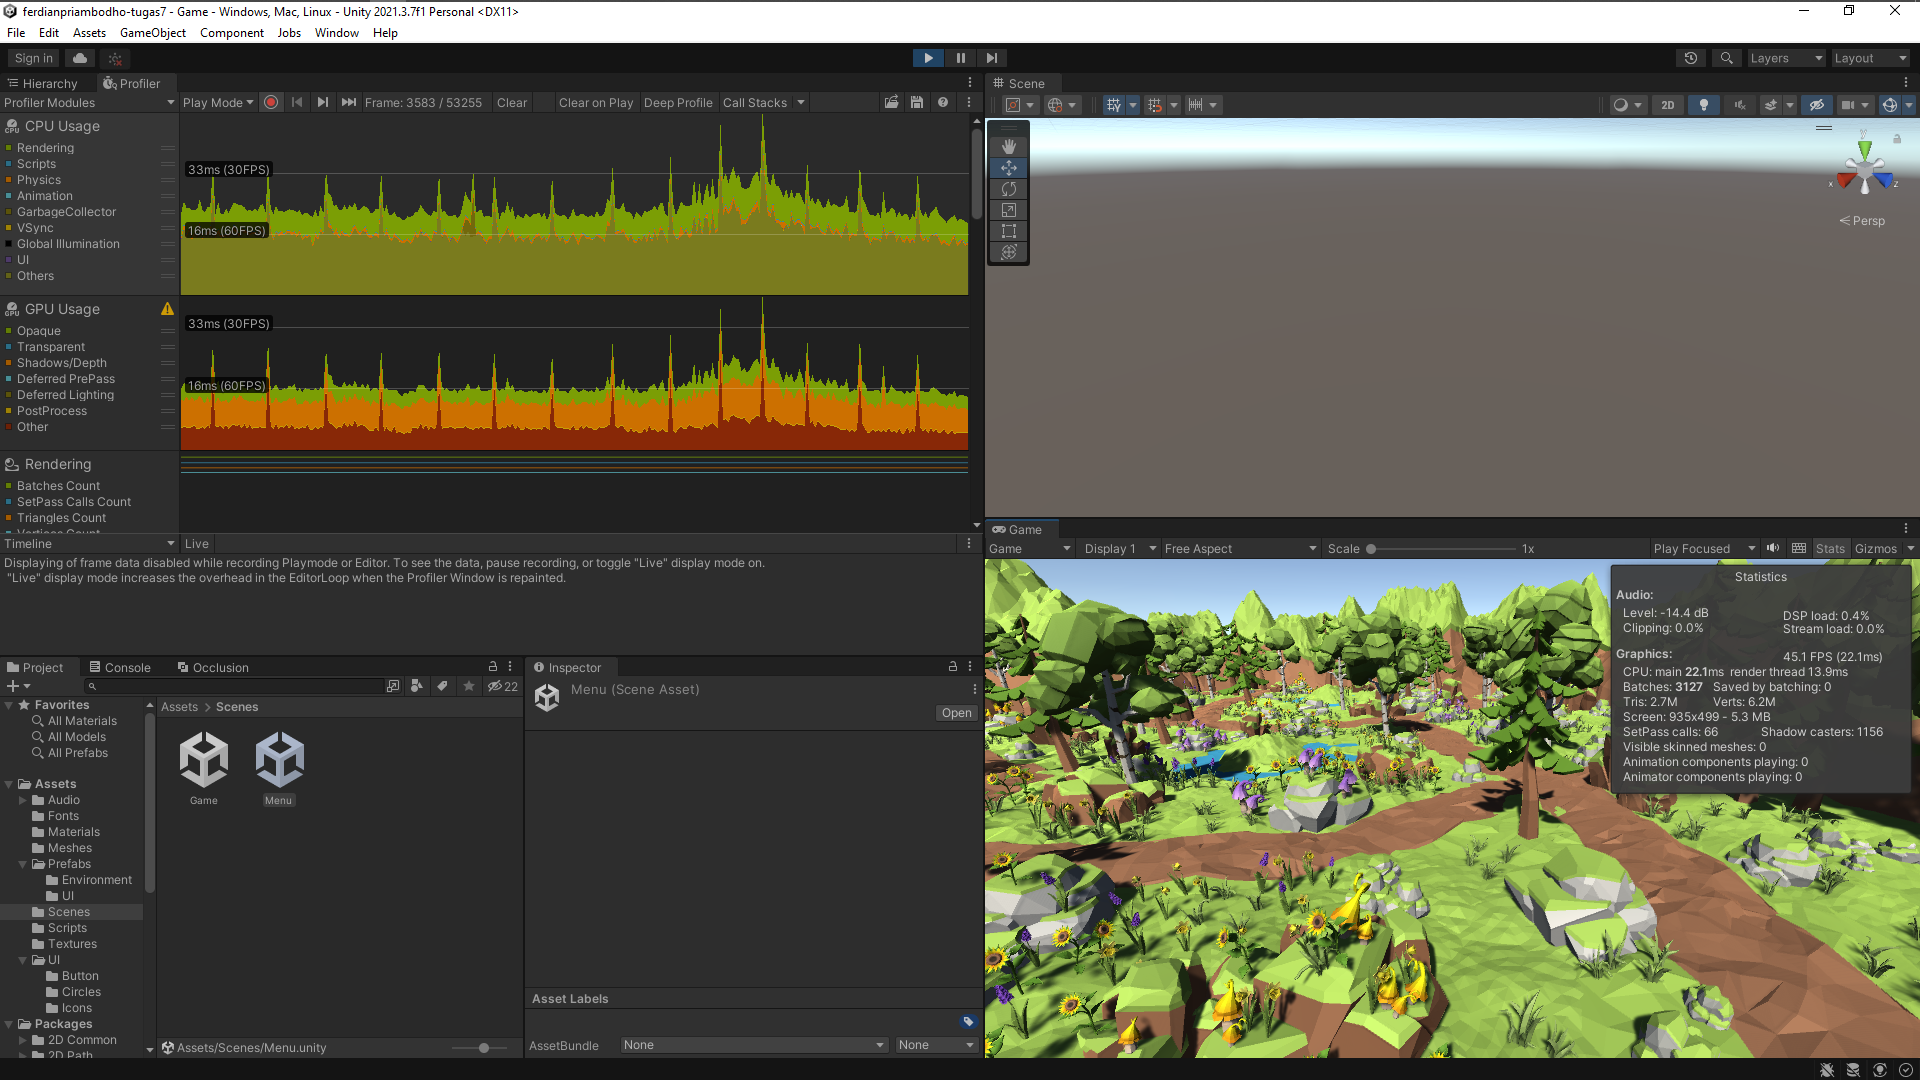 ferdianpriambodho-tugas7 - Game - Windows, Mac, Linux - Unity 2021.3.7f1 Personal <DX11>
File Edit Assets GameObject Component Jobs Window Help
Sign in
Layers
Layout
Hierarchy
Profiler
Profiler Modules
Play Mode
Frame: 3583 / 53255
Clear
Clear on Play
Deep Profile
Call Stacks
CPU Usage
Rendering
Scripts
Physics
Animation
GarbageCollector
VSync
Global Illumination
UI
Others
33ms (30FPS)
16ms (60FPS)
GPU Usage
Opaque
Transparent
Shadows/Depth
Deferred PrePass
Deferred Lighting
PostProcess
Other
33ms (30FPS)
16ms (60FPS)
Rendering
Batches Count
SetPass Calls Count
Triangles Count
Vertices Count
Timeline
Live
Displaying of frame data disabled while recording Playmode or Editor. To see the data, pause recording, or toggle "Live" display mode on.
"Live" display mode increases the overhead in the EditorLoop when the Profiler Window is repainted.
Scene
2D
y
x
z
Persp
Game
Game
Display 1
Free Aspect
Scale
1x
Play Focused
Stats
Gizmos
Statistics
Audio:
Level: -14.4 dB
DSP load: 0.4%
Clipping: 0.0%
Stream load: 0.0%
Graphics:
45.1 FPS (22.1ms)
CPU: main 22.1ms render thread 13.9ms
Batches: 3127 Saved by batching: 0
Tris: 2.7M Verts: 6.2M
Screen: 935x499 - 5.3 MB
SetPass calls: 66 Shadow casters: 1156
Visible skinned meshes: 0
Animation components playing: 0
Animator components playing: 0
Project
Console
Occlusion
22
Favorites
All Materials
All Models
All Prefabs
Assets
Audio
Fonts
Materials
Meshes
Prefabs
Environment
UI
Scenes
Scripts
Textures
UI
Button
Circles
Icons
Packages
2D Common
2D Path
Assets > Scenes
Game
Menu
Assets/Scenes/Menu.unity
Inspector
Menu (Scene Asset)
Open
Asset Labels
AssetBundle
None
None